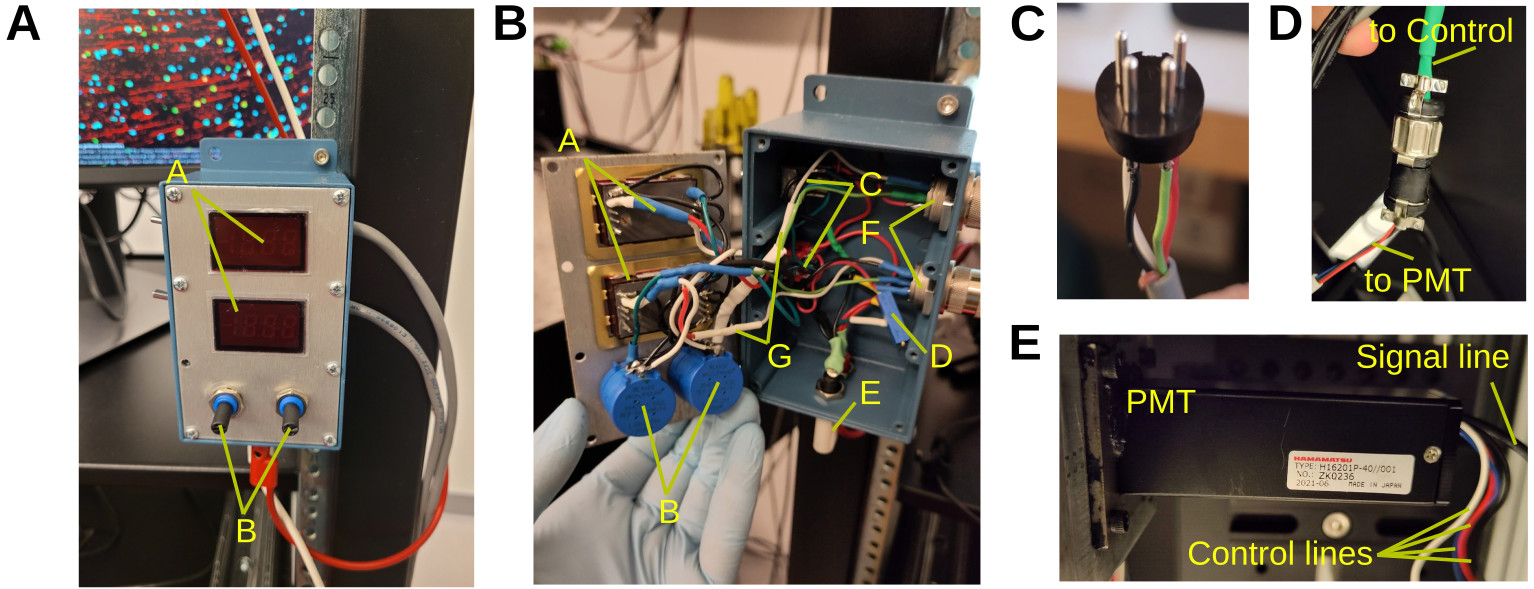 A
A
B
B
A
C
F
G
D
E
B
C
D
to Control
to PMT
E
Signal line
PMT
HAMAMATSU
TYPE: H16201P-40//001
NO.: ZK0236
2021-06 MADE IN JAPAN
Control lines